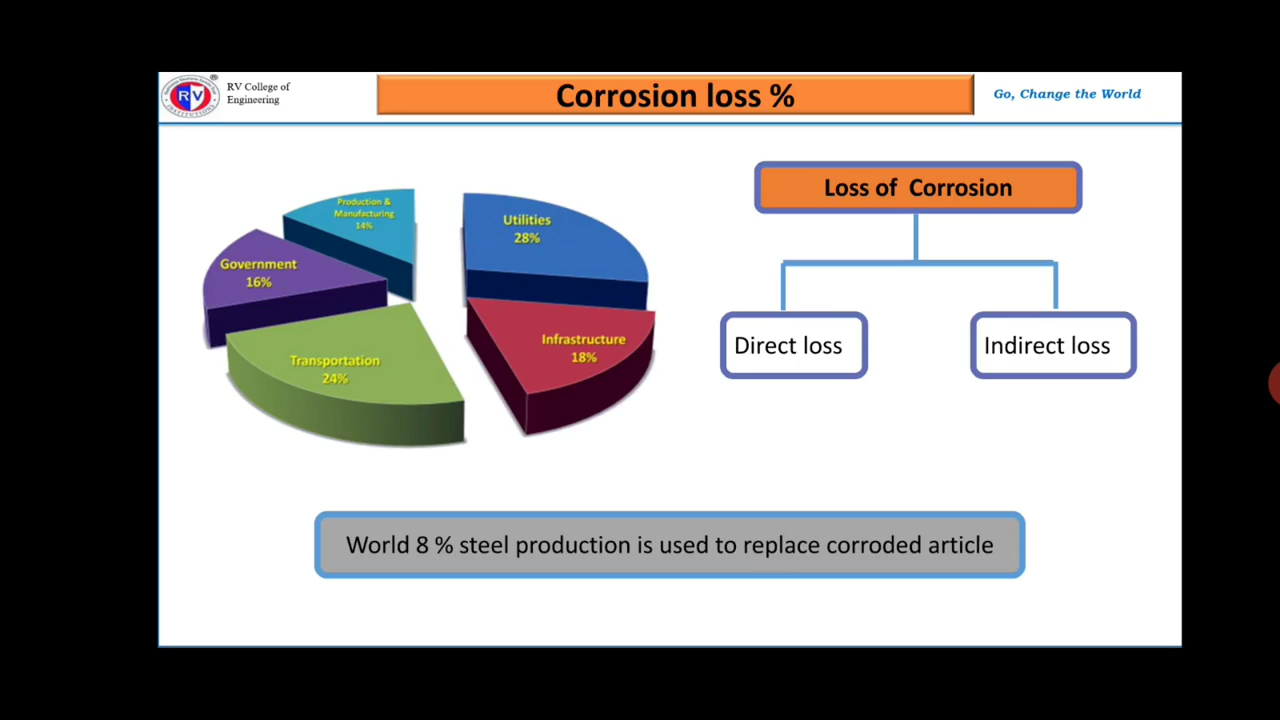 RV College of
Engineering
Corrosion loss %
Go, Change the World
Production &
Manufacturing
14%
Utilities
28%
Government
16%
Infrastructure
18%
Transportation
24%
Loss of Corrosion
Direct loss
Indirect loss
World 8 % steel production is used to replace corroded article
RV
INSTITUTIONS